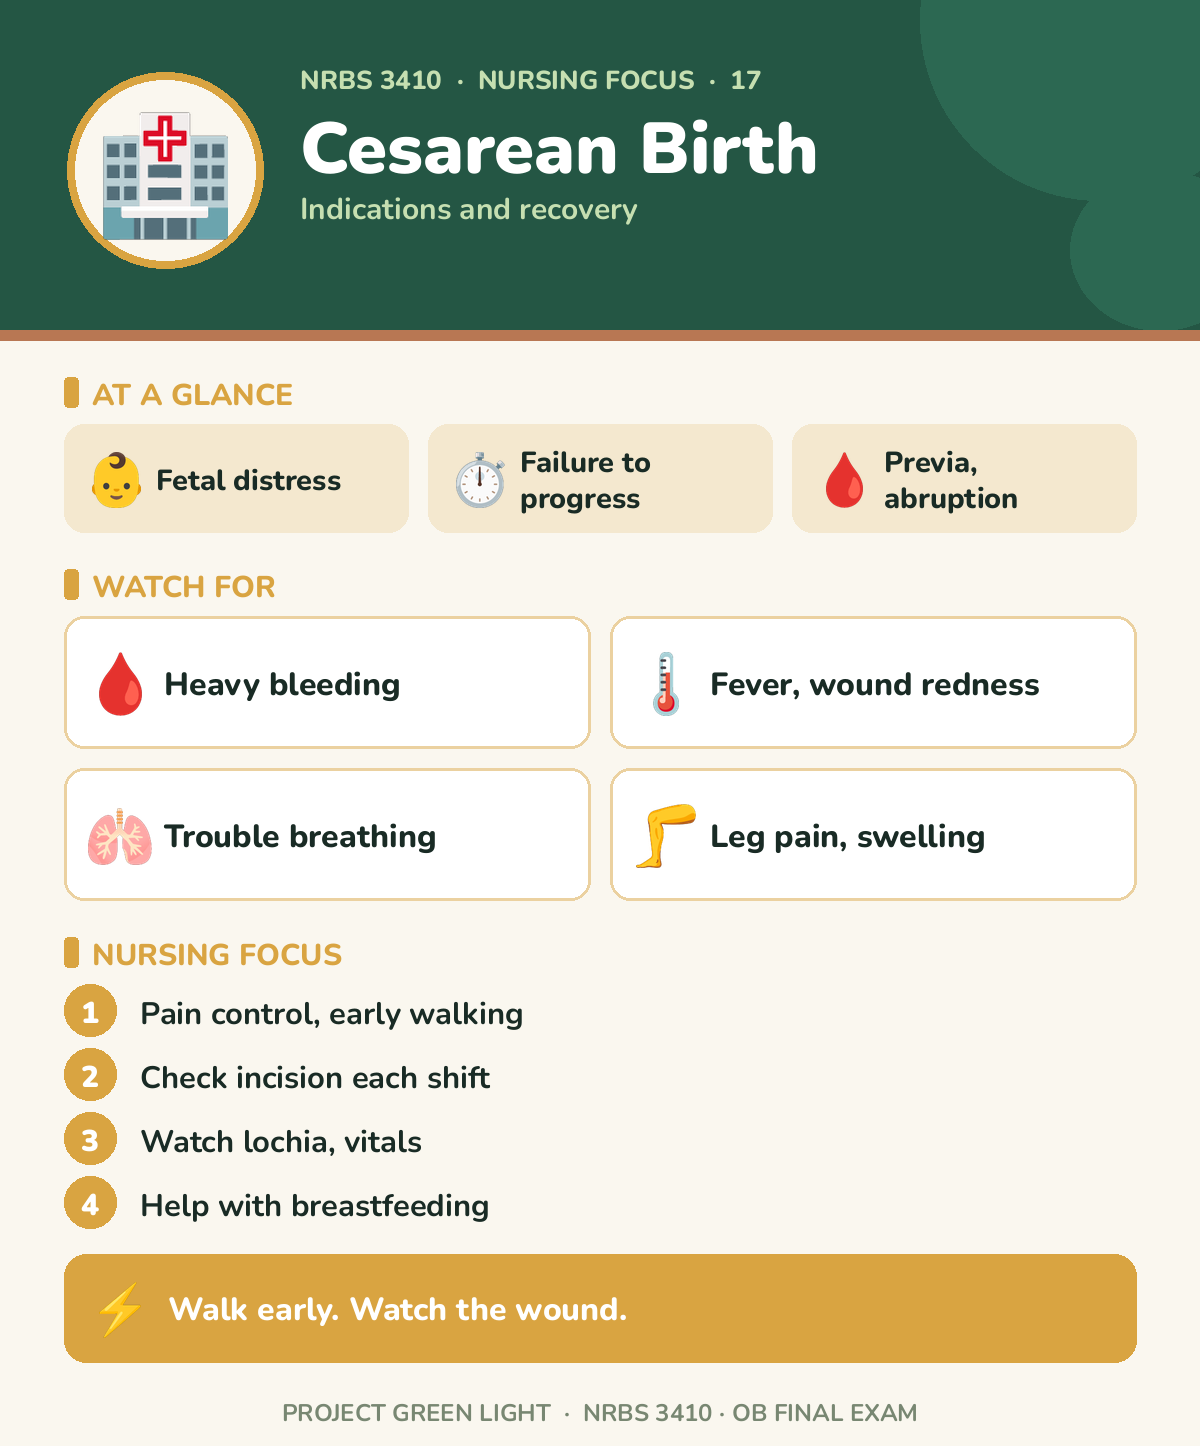 NRBS 3410 · NURSING FOCUS · 17
Cesarean Birth
Indications and recovery
AT A GLANCE
Fetal distress
Failure to
progress
Previa,
abruption
WATCH FOR
Heavy bleeding
Fever, wound redness
Trouble breathing
Leg pain, swelling
NURSING FOCUS
1 Pain control, early walking
2 Check incision each shift
3 Watch lochia, vitals
4 Help with breastfeeding
Walk early. Watch the wound.
PROJECT GREEN LIGHT · NRBS 3410 · OB FINAL EXAM